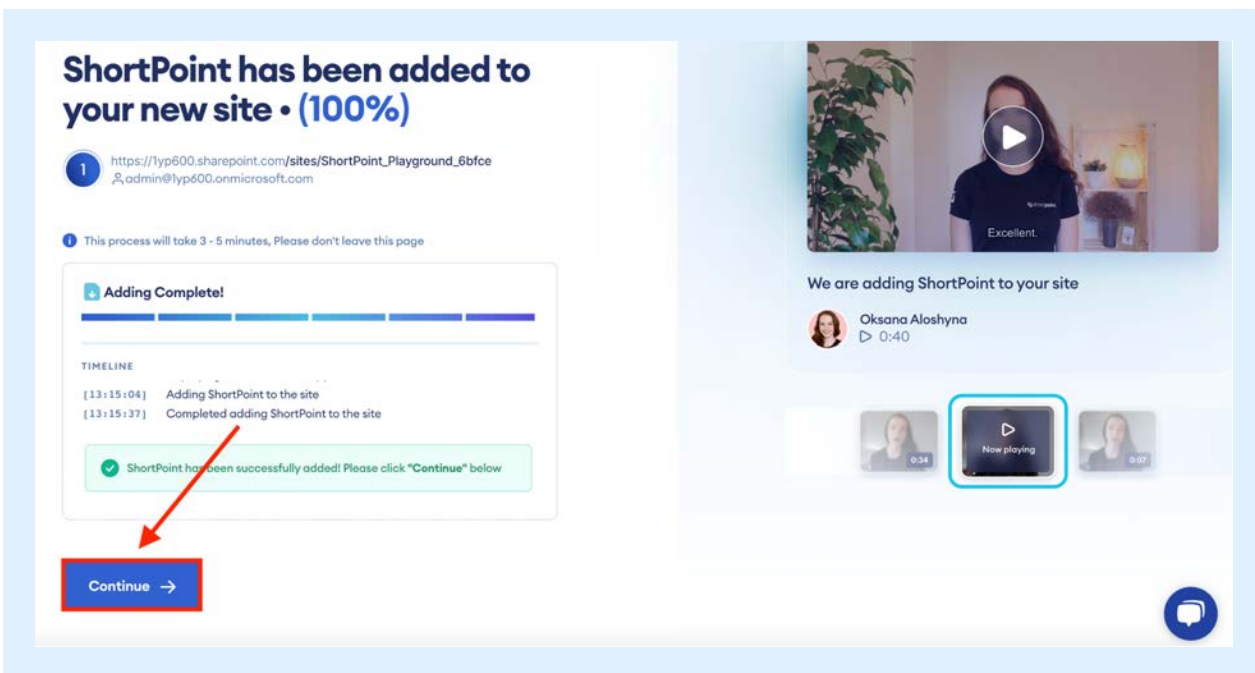 ShortPoint has been added to
your new site • (100%)
1
https://1yp600.sharepoint.com/sites/ShortPoint_Playground_6bfce
admin@1yp600.onmicrosoft.com
This process will take 3 - 5 minutes, Please don't leave this page
Adding Complete!
TIMELINE
[13:15:04] Adding ShortPoint to the site
[13:15:37] Completed adding ShortPoint to the site
ShortPoint has been successfully added! Please click "Continue" below
Continue
Excellent.
We are adding ShortPoint to your site
Oksana Aloshyna
0:40
0:34
Now playing
0:07